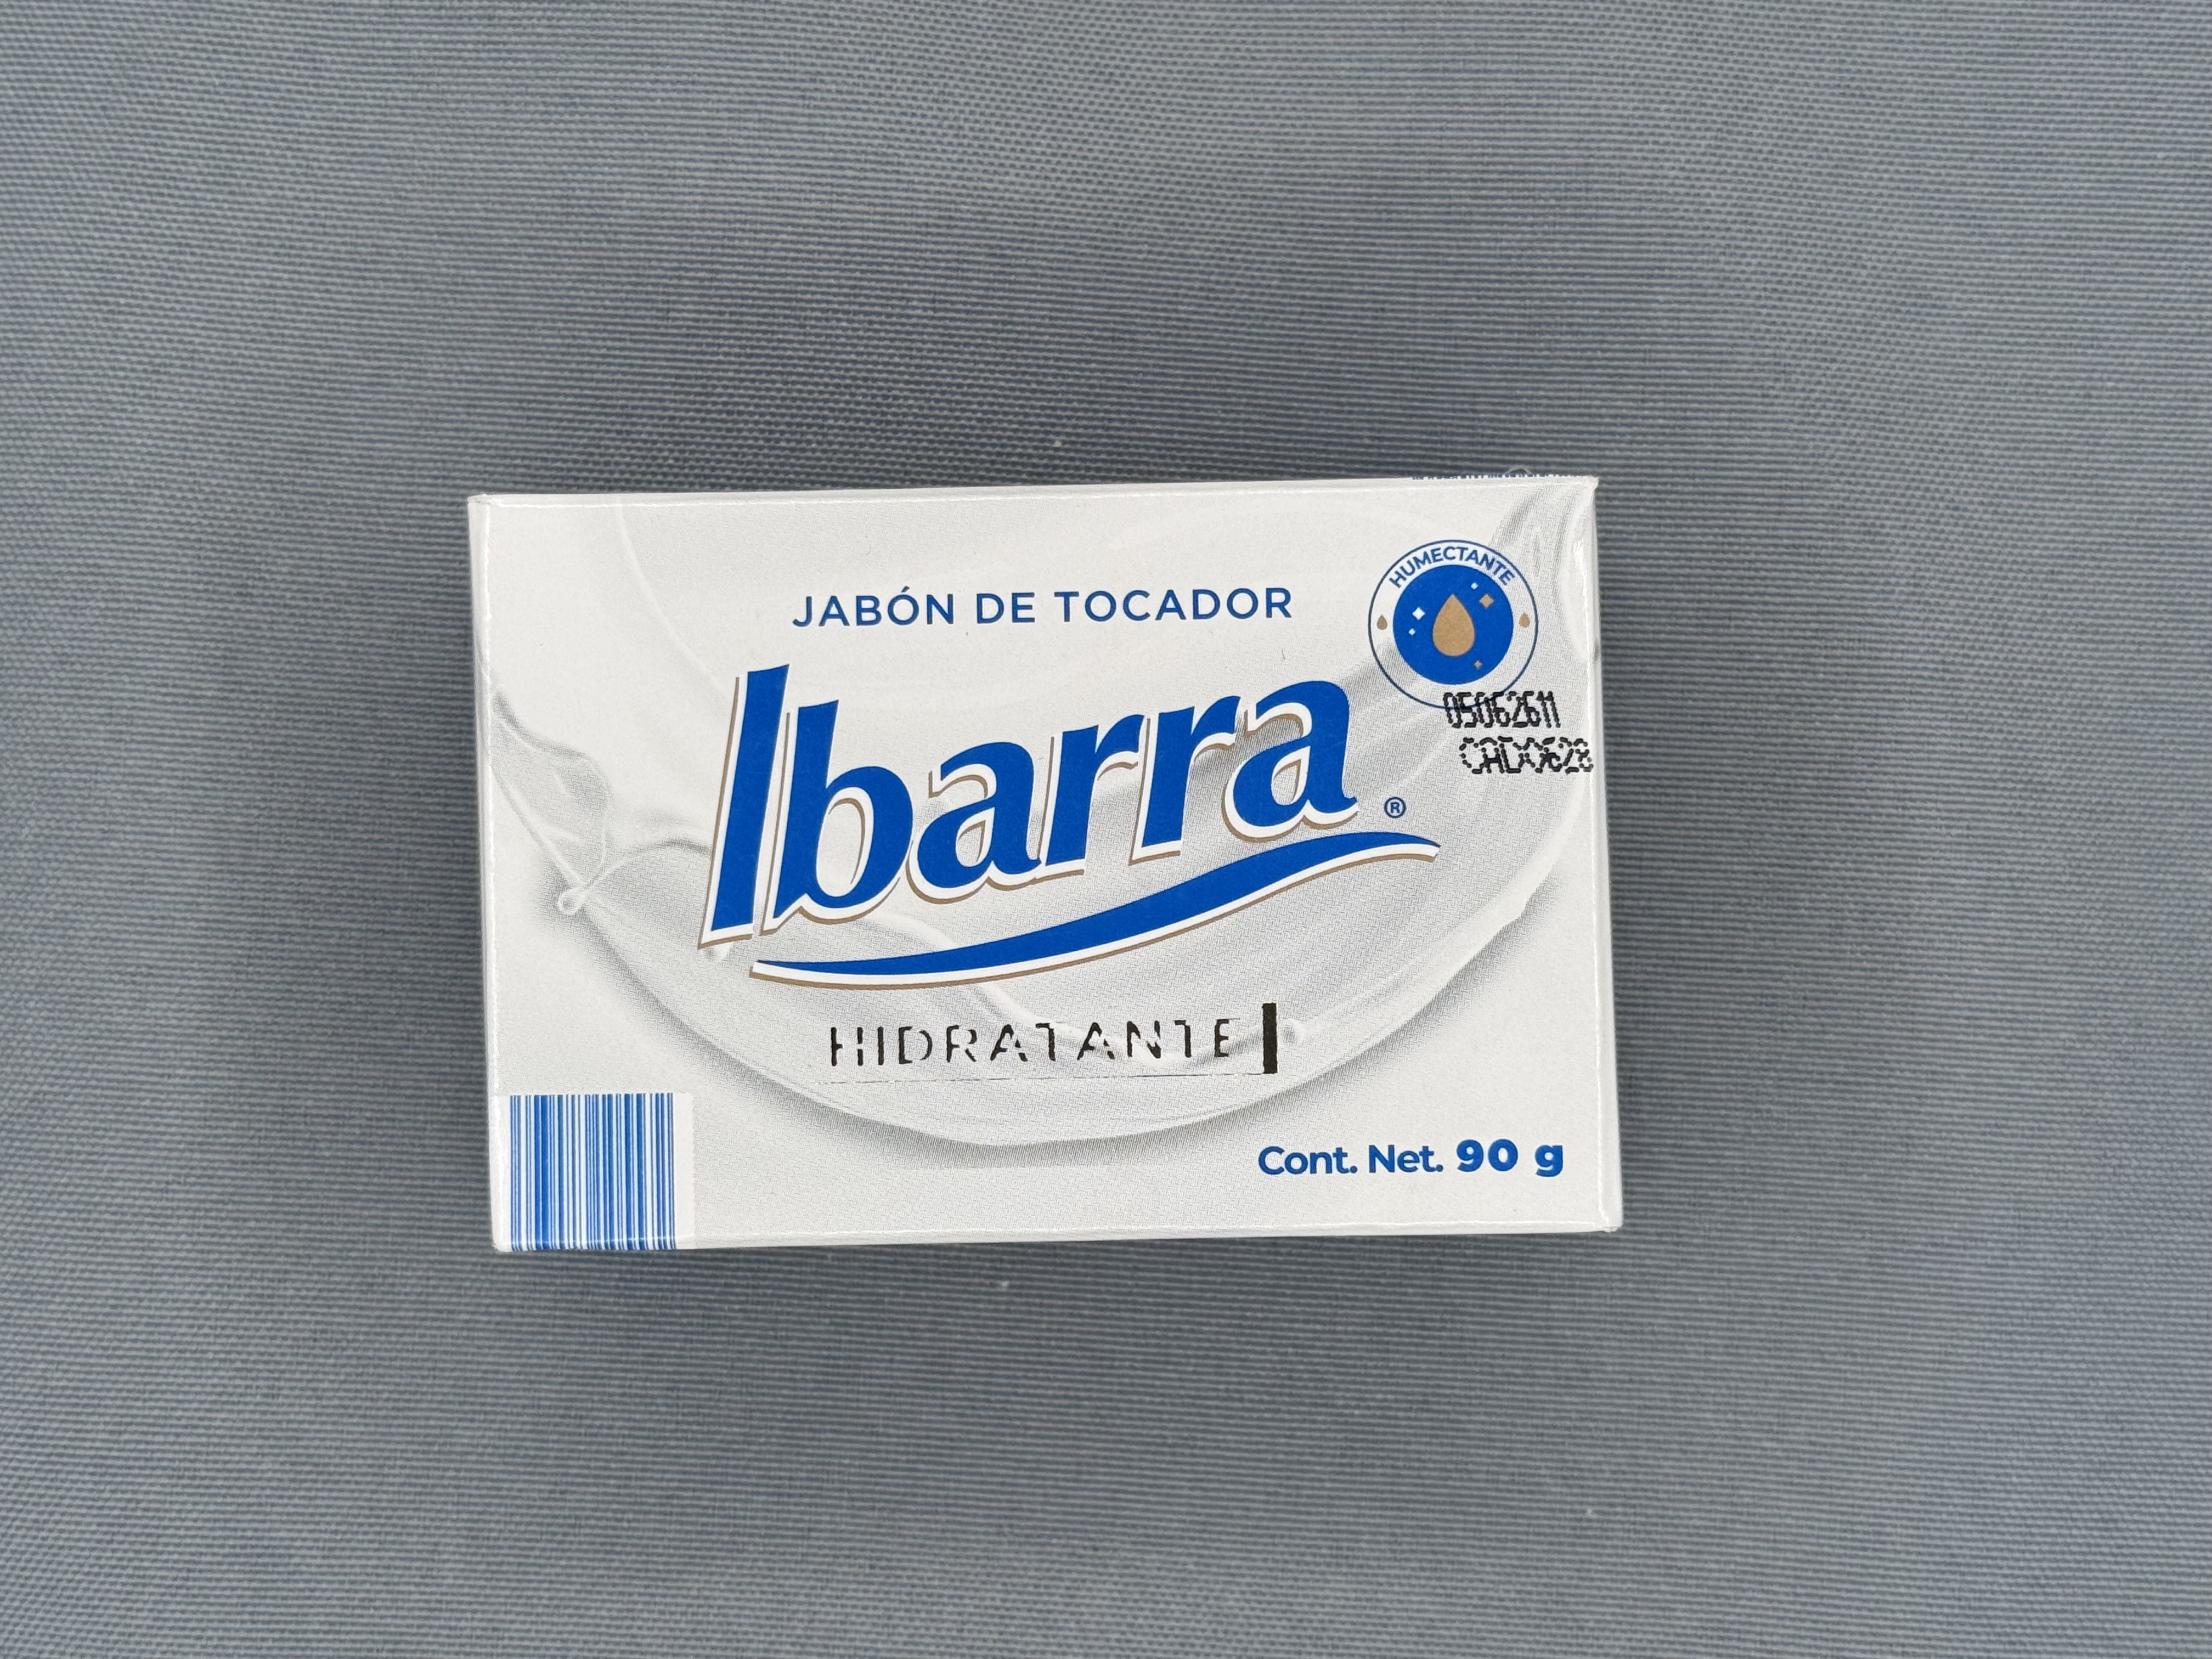 JABÓN DE TOCADOR
Ibarra®
HUMECTANTE
HIDRATANTE
Cont. Net. 90 g